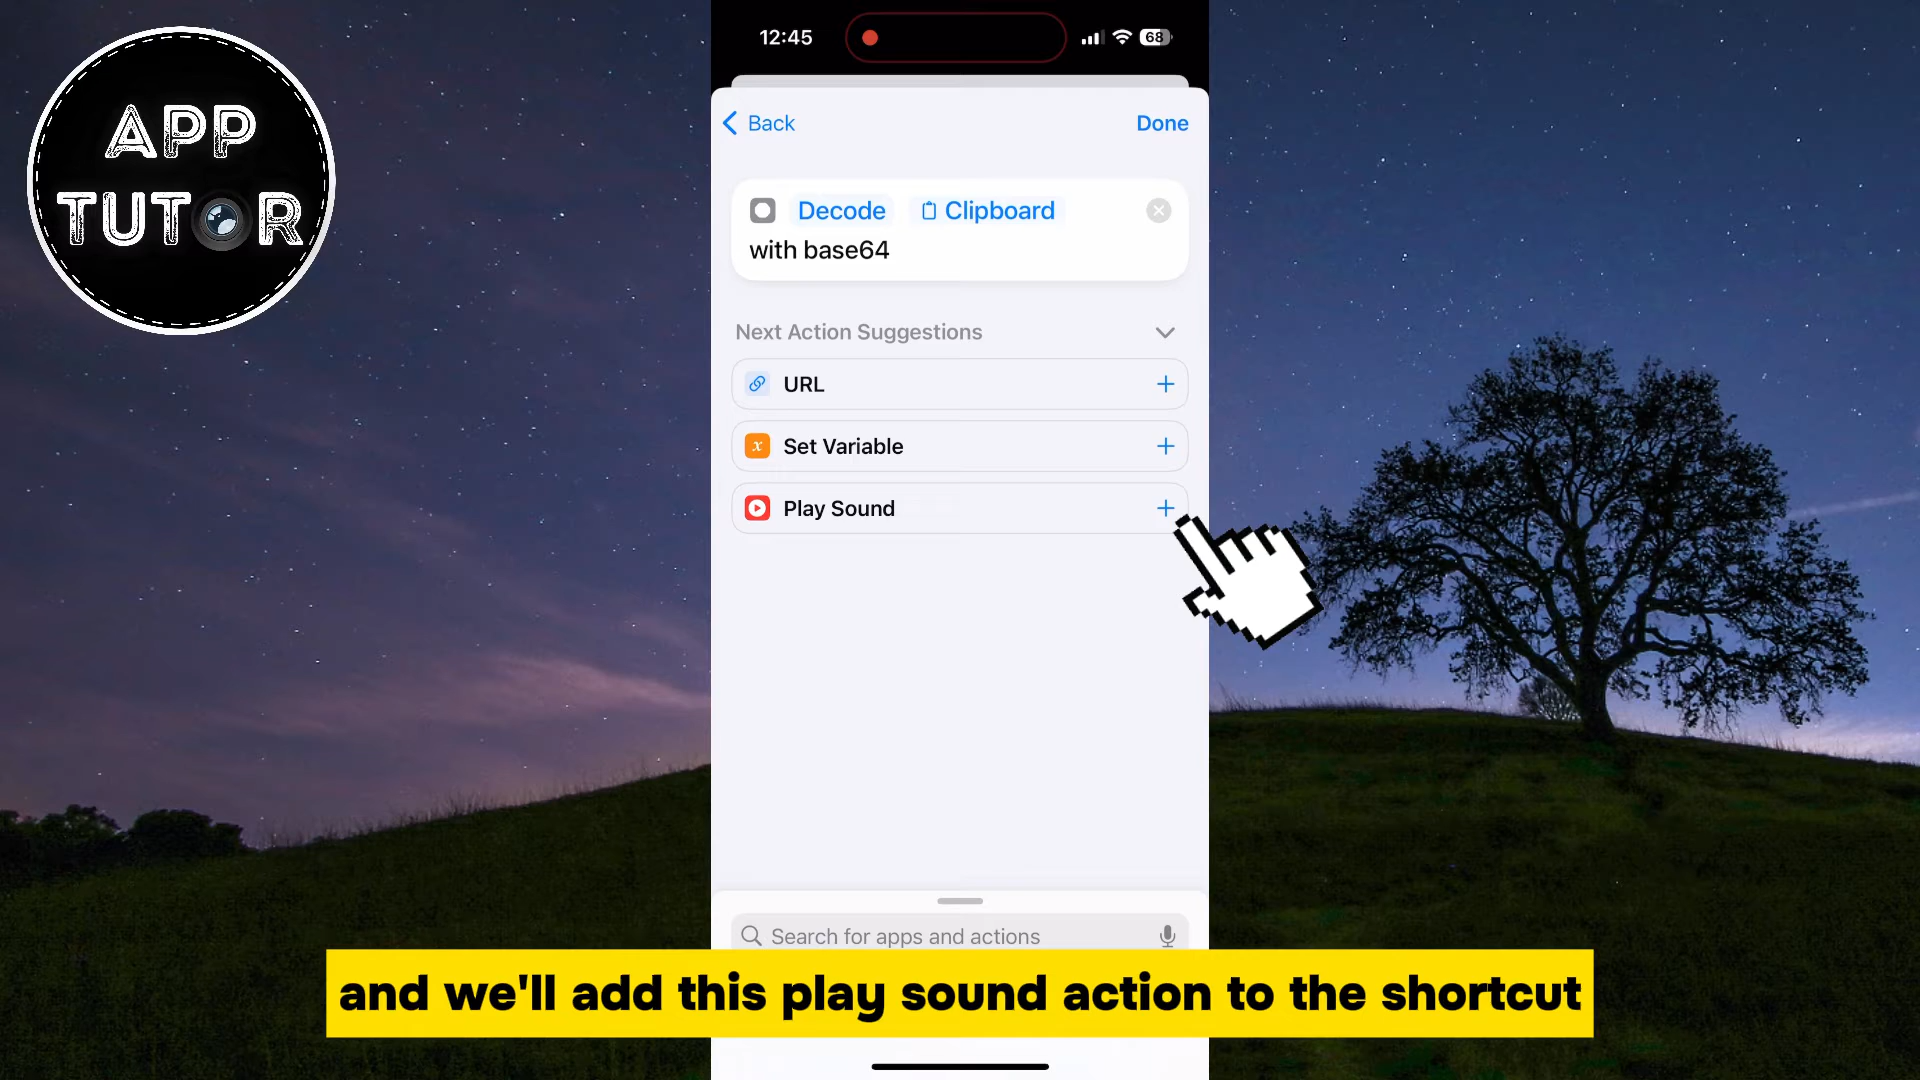 APP
TUTOR
12:45
68
Back
Done
Decode Clipboard
with base64
Next Action Suggestions
URL
x Set Variable
Play Sound
Search for apps and actions
and we'll add this play sound action to the shortcut